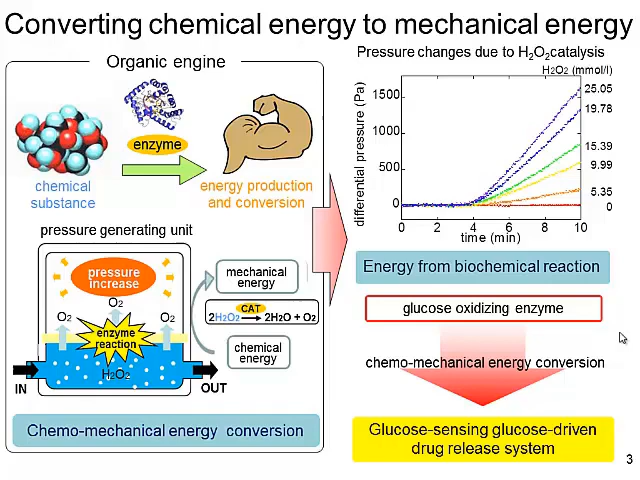 Converting chemical energy to mechanical energy
Organic engine
enzyme
chemical
substance
energy production
and conversion
pressure generating unit
pressure
increase
O2
O2
O2
enzyme
reaction
H2O2
IN
OUT
mechanical
energy
CAT
2H2O2 → 2H2O + O2
chemical
energy
Chemo-mechanical energy conversion
Pressure changes due to H2O2catalysis
H2O2 (mmol/l)
differential pressure (Pa)
1500
1000
500
0
25.05
19.78
15.39
9.99
5.35
0
0 2 4 6 8 10
time (min)
Energy from biochemical reaction
glucose oxidizing enzyme
chemo-mechanical energy conversion
Glucose-sensing glucose-driven
drug release system
3